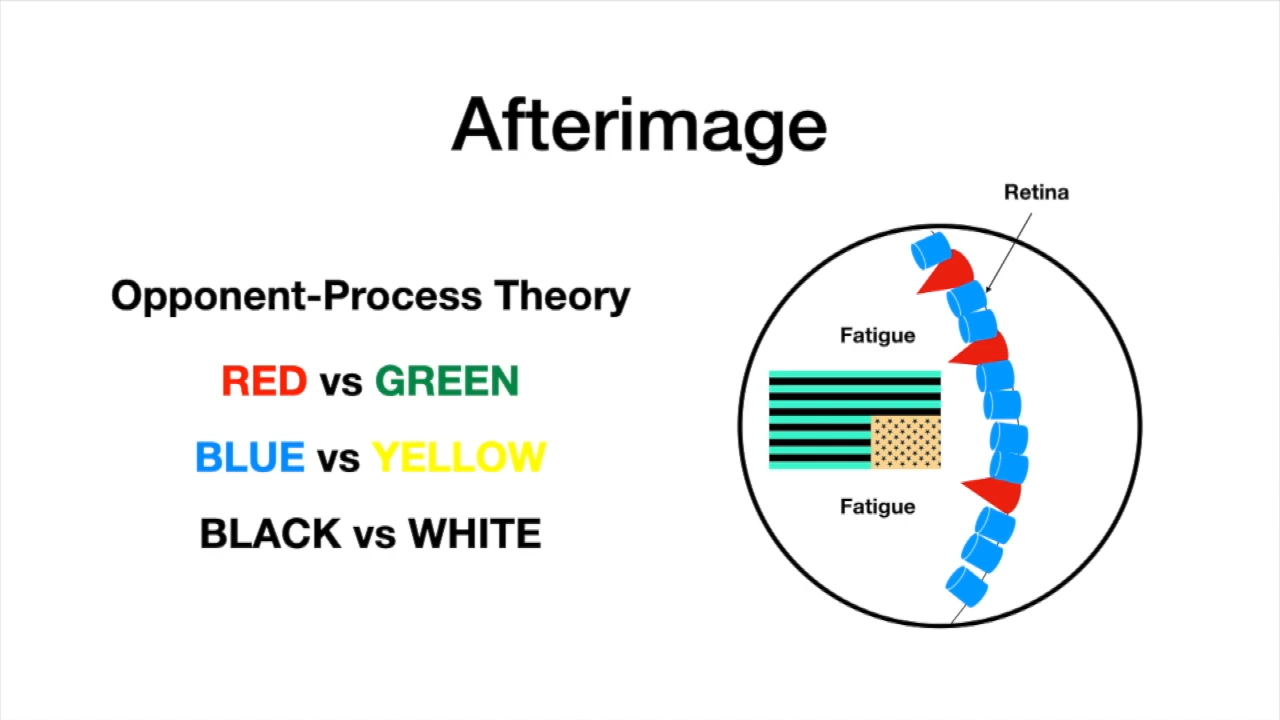 Afterimage
Opponent-Process Theory
RED vs GREEN
BLUE vs YELLOW
BLACK vs WHITE
Retina
Fatigue
Fatigue